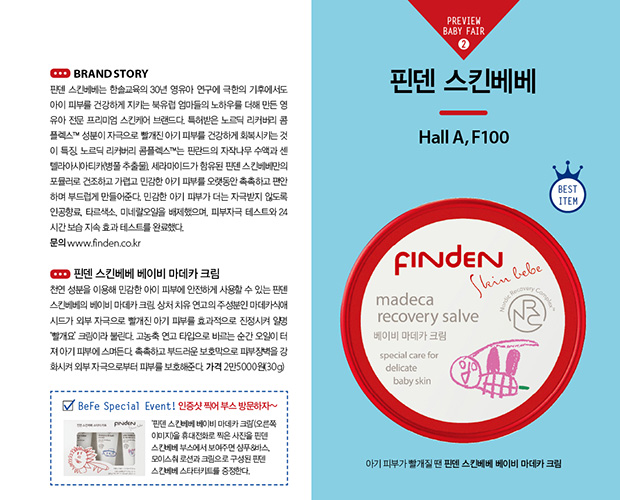 BRAND STORY
핀덴 스킨베베는 한솔교육의 30년 영유아 연구에 극한의 기후에서도
아이 피부를 건강하게 지키는 북유럽 엄마들의 노하우를 더해 만든 영
유아 전문 프리미엄 스킨케어 브랜드다. 특허받은 노르딕 리커버리 콤
플렉스™ 성분이 자극으로 빨개진 아기 피부를 건강하게 회복시키는 것
이 특징. 노르딕 리커버리 콤플렉스™는 핀란드의 자작나무 수액과 센
텔라아시아티카(병풀 추출물), 세라마이드가 함유된 핀덴 스킨베베만의
포뮬러로 건조하고 가렵고 민감한 아기 피부를 오랫동안 촉촉하고 편안
하며 부드럽게 만들어준다. 민감한 아기 피부가 더는 자극받지 않도록
인공향료, 타르색소, 미네랄오일을 배제했으며, 피부자극 테스트와 24
시간 보습 지속 효과 테스트를 완료했다.
문의 www.finden.co.kr
핀덴 스킨베베 베이비 마데카 크림
천연 성분을 이용해 민감한 아기 피부에 안전하게 사용할 수 있는 핀덴
스킨베베의 베이비 마데카 크림. 상처 치유 연고의 주성분인 마데카식애
시드가 외부 자극으로 빨개진 아기 피부를 효과적으로 진정시켜 일명
'빨개요' 크림이라 불린다. 고농축 연고 타입으로 바르는 순간 오일이 터
져 아기 피부에 스며든다. 촉촉하고 부드러운 보호막으로 피부장벽을 강
화시켜 외부 자극으로부터 피부를 보호해준다. 가격 2만5000원(30g)
BeFe Special Event! 인증샷 찍어 부스 방문하자~
'핀덴 스킨베베 베이비 마데카 크림'(오른쪽
이미지)을 휴대전화로 찍은 사진을 핀덴
스킨베베 부스에서 보여주면 샴푸&바스,
모이스춰 로션과 크림으로 구성된 핀덴
스킨베베 스타터키트를 증정한다.
FINDEN
PREVIEW
BABY FAIR
2
핀덴 스킨베베
Hall A, F100
BEST
ITEM
FINDEN
Skin bebe
madeca
recovery salve
베이비 마데카 크림
special care for
delicate
baby skin
Nordic Recovery Complex™
NRC
아기 피부가 빨개질 땐 핀덴 스킨베베 베이비 마데카 크림